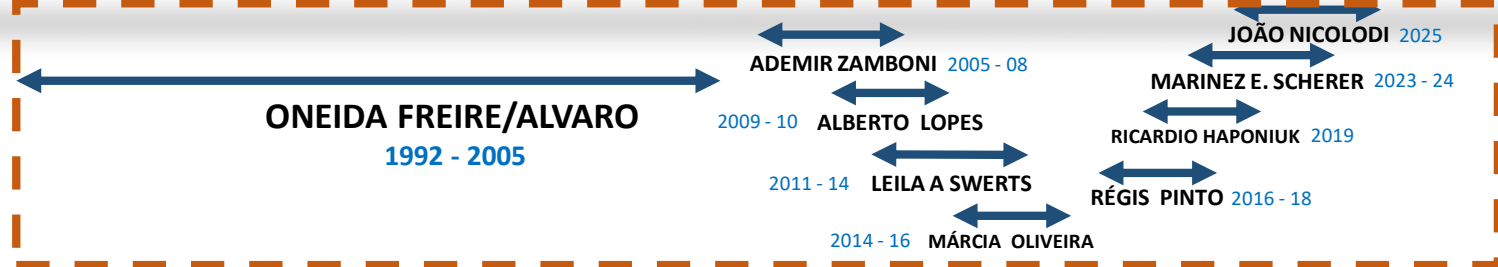 ONEIDA FREIRE/ALVARO
1992 - 2005
ADEMIR ZAMBONI 2005 - 08
2009 - 10 ALBERTO LOPES
2011 - 14 LEILA A SWERTS
2014 - 16 MÁRCIA OLIVEIRA
JOÃO NICOLODI 2025
MARINEZ E. SCHERER 2023 - 24
RICARDIO HAPONIUK 2019
RÉGIS PINTO 2016 - 18